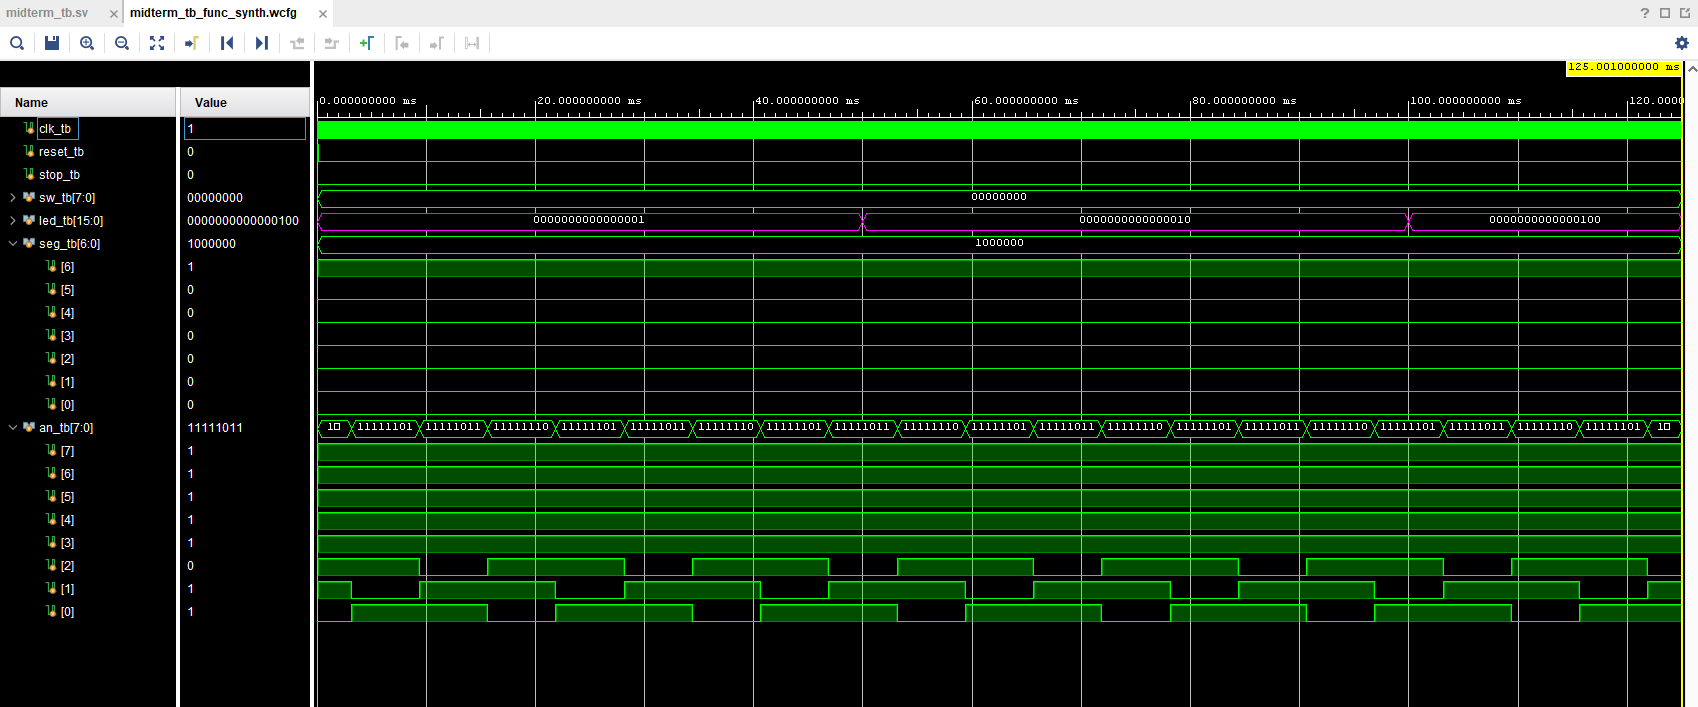 midterm_tb.sv × midterm_tb_func_synth.wcfg ×
125.001000000 ms
Name Value
0.000000000 ms 20.000000000 ms 40.000000000 ms 60.000000000 ms 80.000000000 ms 100.000000000 ms 120.0000
clk_tb 1
reset_tb 0
stop_tb 0
sw_tb[7:0] 00000000 00000000
led_tb[15:0] 0000000000000100 0000000000000001 0000000000000010 0000000000000100
seg_tb[6:0] 1000000 1000000
[6] 1
[5] 0
[4] 0
[3] 0
[2] 0
[1] 0
[0] 0
an_tb[7:0] 11111011 1 11111101 11111011 11111110 11111101 11111011 11111110 11111101 11111011 11111110 11111101 11111011 11111110 11111101 11111011 11111110 11111101 11111011 11111110 11111101 1
[7] 1
[6] 1
[5] 1
[4] 1
[3] 1
[2] 0
[1] 1
[0] 1